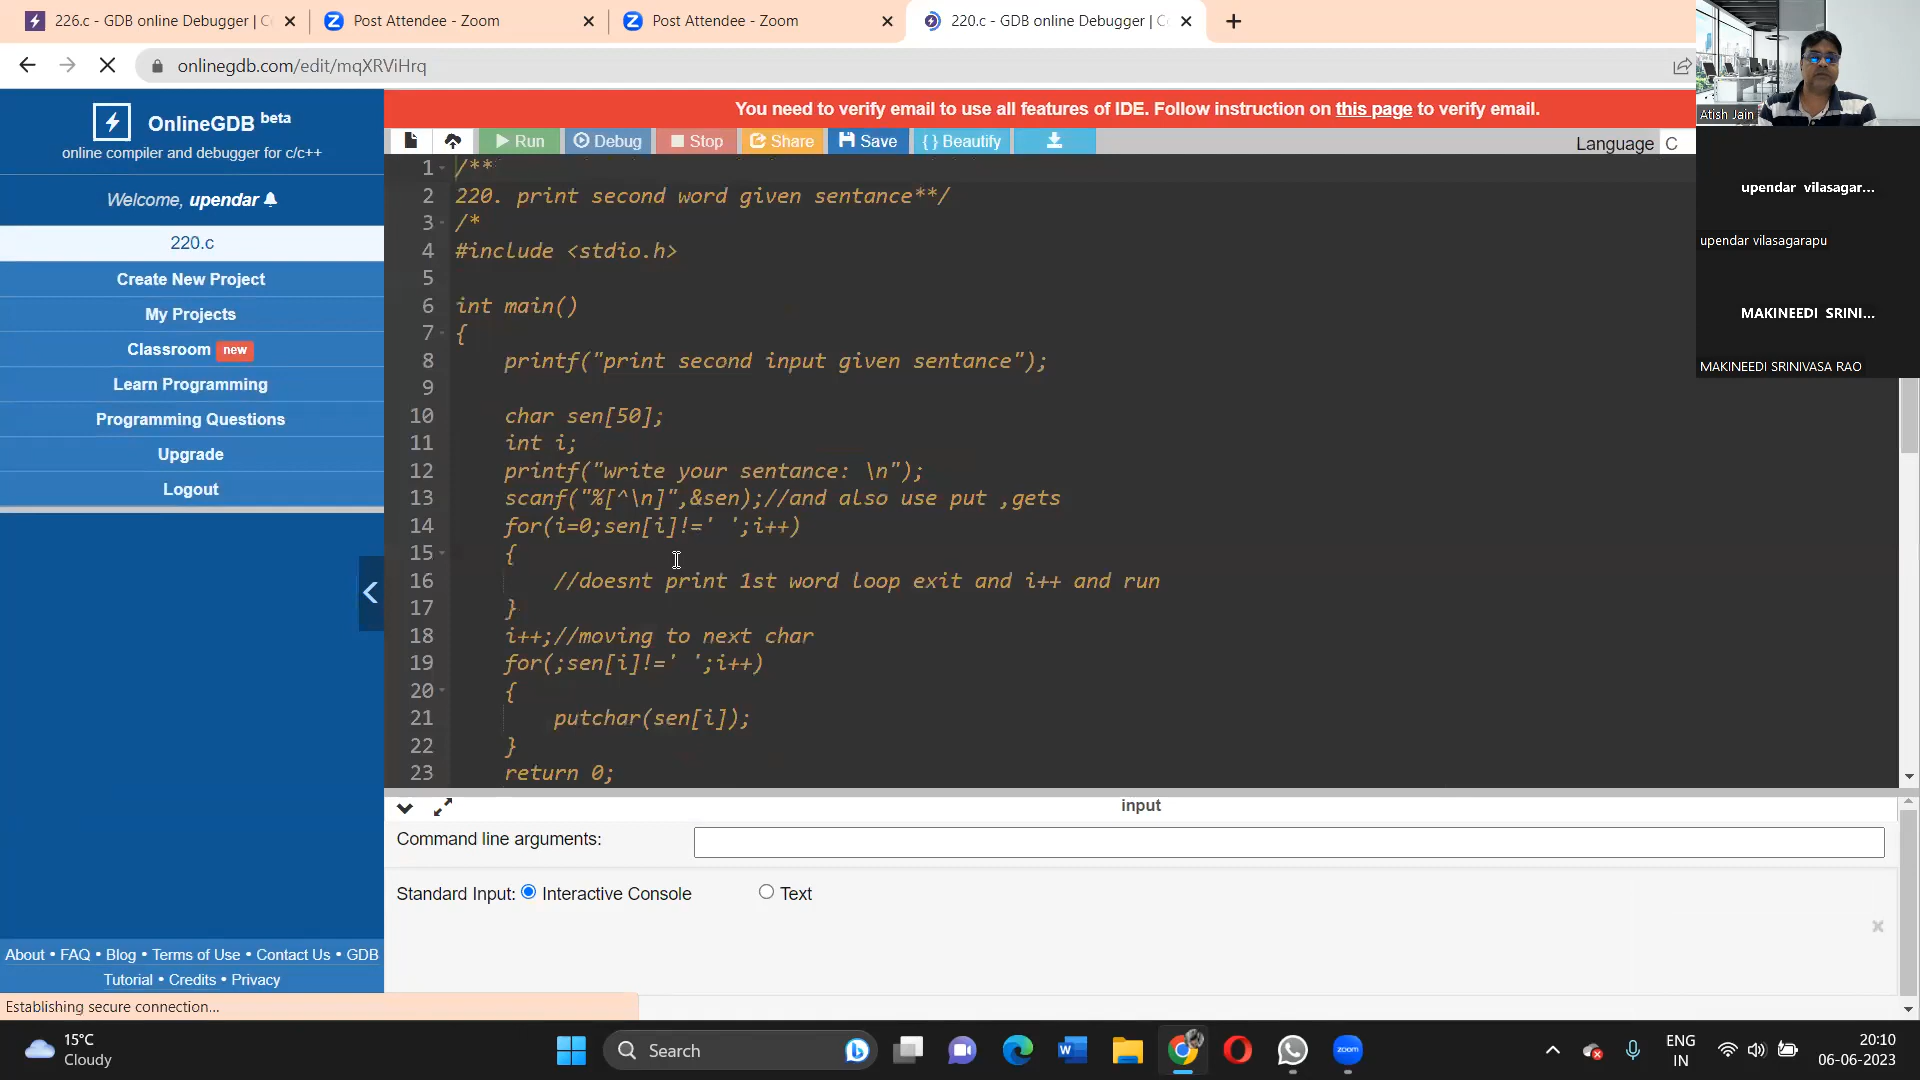 226.c - GDB online Debugger | C
Post Attendee - Zoom
Post Attendee - Zoom
220.c - GDB online Debugger | C
onlinegdb.com/edit/mqXRViHrq
OnlineGDB beta
online compiler and debugger for c/c++
Welcome, upendar
220.c
Create New Project
My Projects
Classroom new
Learn Programming
Programming Questions
Upgrade
Logout
About • FAQ • Blog • Terms of Use • Contact Us • GDB
Tutorial • Credits • Privacy
Establishing secure connection...
You need to verify email to use all features of IDE. Follow instruction on this page to verify email.
Run Debug Stop Share Save { } Beautify
Language C
1 /**
2 220. print second word given sentance**/
3 /*
4 #include <stdio.h>
5
6 int main()
7 {
8 printf("print second input given sentance");
9
10 char sen[50];
11 int i;
12 printf("write your sentance: \n");
13 scanf("%[^\n]",&sen);//and also use put ,gets
14 for(i=0;sen[i]!=' ';i++)
15 {
16 //doesnt print 1st word loop exit and i++ and run
17 }
18 i++;//moving to next char
19 for(;sen[i]!=' ';i++)
20 {
21 putchar(sen[i]);
22 }
23 return 0;
input
Command line arguments:
Standard Input: Interactive Console Text
Atish Jain
upendar vilasagar...
upendar vilasagarapu
MAKINEEDI SRINI...
MAKINEEDI SRINIVASA RAO
15°C
Cloudy
Search
zoom
ENG
IN
20:10
06-06-2023